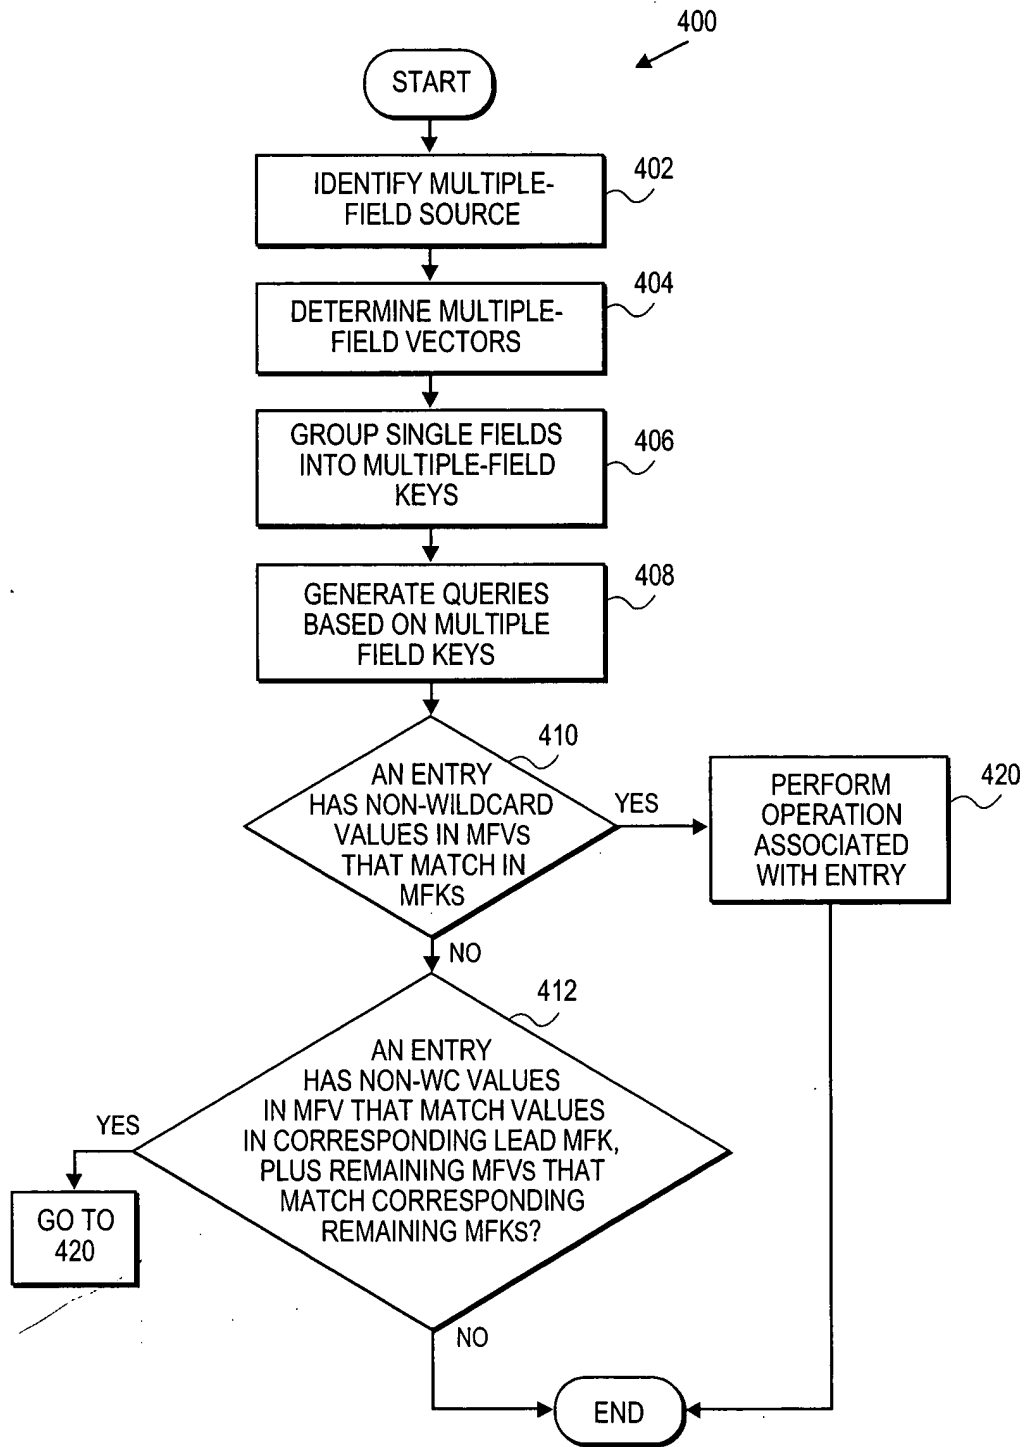 400
START
402
IDENTIFY MULTIPLE-
FIELD SOURCE
404
DETERMINE MULTIPLE-
FIELD VECTORS
406
GROUP SINGLE FIELDS
INTO MULTIPLE-FIELD
KEYS
408
GENERATE QUERIES
BASED ON MULTIPLE
FIELD KEYS
410
AN ENTRY
HAS NON-WILDCARD
VALUES IN MFVs
THAT MATCH IN
MFKs
YES
420
PERFORM
OPERATION
ASSOCIATED
WITH ENTRY
NO
412
AN ENTRY
HAS NON-WC VALUES
IN MFV THAT MATCH VALUES
IN CORRESPONDING LEAD MFK,
PLUS REMAINING MFVs THAT
MATCH CORRESPONDING
REMAINING MFKs?
YES
GO TO
420
NO
END